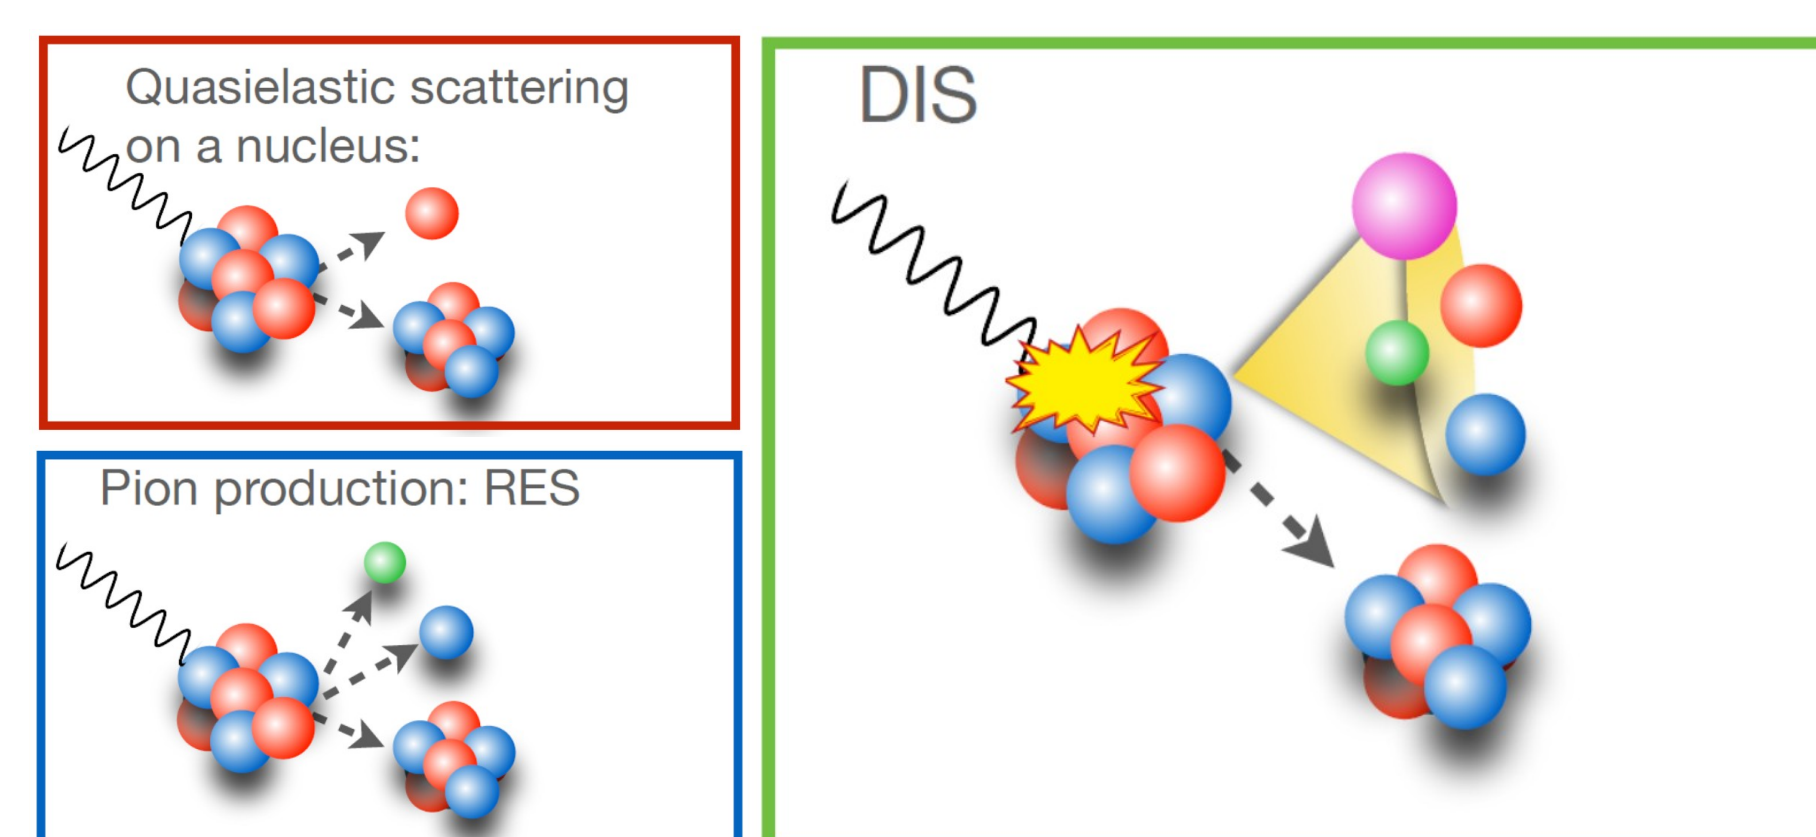 Quasielastic scattering
on a nucleus:
Pion production: RES
DIS